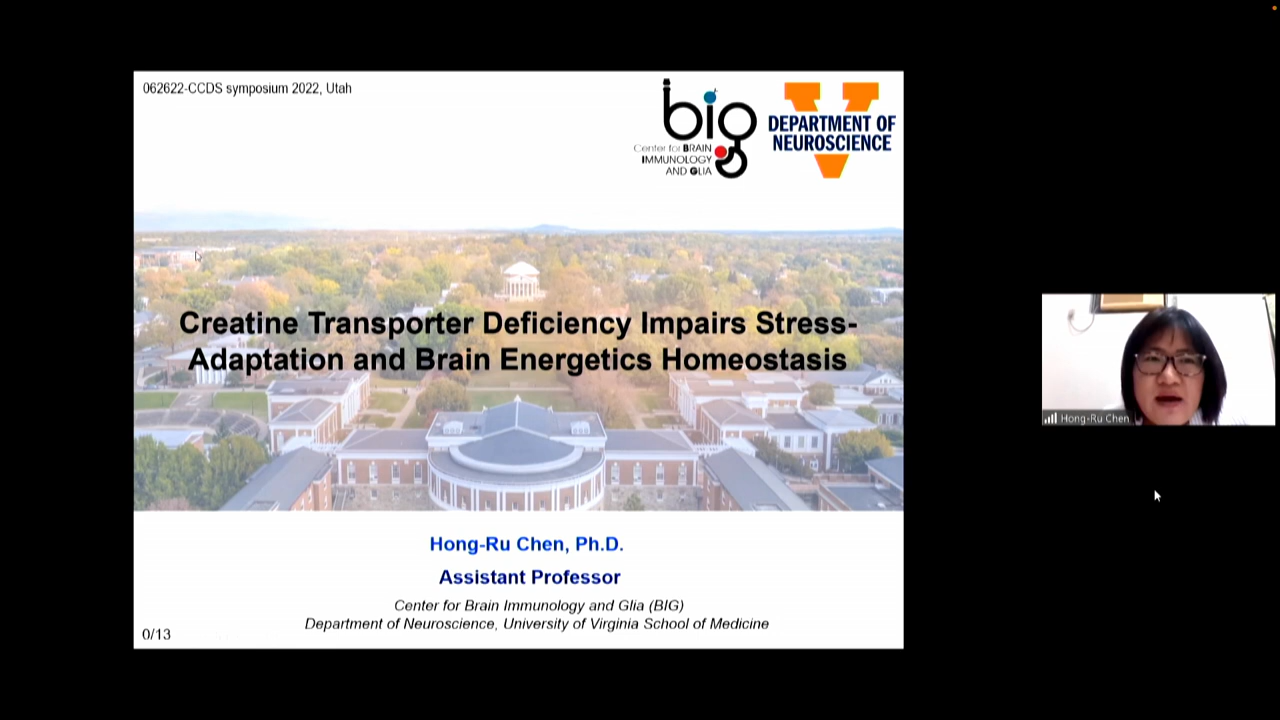 062622-CCDS symposium 2022, Utah
big
Center for BRAIN
IMMUNOLOGY
AND GLIA
DEPARTMENT OF
NEUROSCIENCE
Creatine Transporter Deficiency Impairs Stress-
Adaptation and Brain Energetics Homeostasis
Hong-Ru Chen
Hong-Ru Chen, Ph.D.
Assistant Professor
Center for Brain Immunology and Glia (BIG)
Department of Neuroscience, University of Virginia School of Medicine
0/13